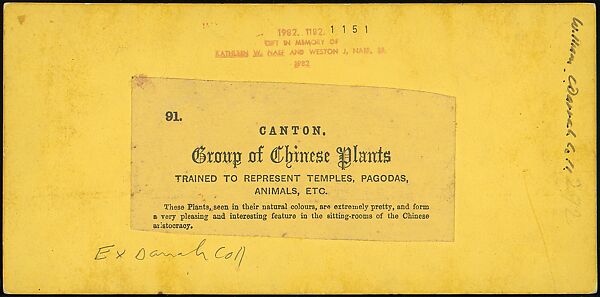 1982. 1182. 1151
GIFT IN MEMORY OF
KATHLEEN W. NAEF AND WESTON J. NAEF, SR.
1982
91.
CANTON.
Group of Chinese Plants
TRAINED TO REPRESENT TEMPLES, PAGODAS,
ANIMALS, ETC.
These Plants, seen in their natural colours, are extremely pretty, and form
a very pleasing and interesting feature in the sitting-rooms of the Chinese
aristocracy.
Ex Darrah Coll
William Darrah